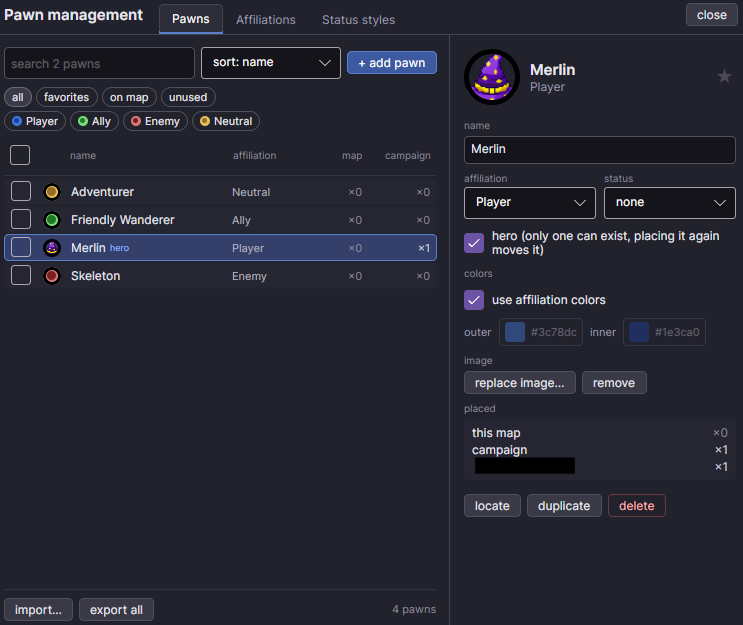 Pawn management
Pawns
Affiliations
Status styles
close
search 2 pawns
sort: name
+ add pawn
all
favorites
on map
unused
Player
Ally
Enemy
Neutral
name affiliation map campaign
Adventurer Neutral ×0 ×0
Friendly Wanderer Ally ×0 ×0
Merlin hero Player ×0 ×1
Skeleton Enemy ×0 ×0
import...
export all
4 pawns
Merlin
Player
name
Merlin
affiliation status
Player none
hero (only one can exist, placing it again
moves it)
colors
use affiliation colors
outer #3c78dc inner #1e3ca0
image
replace image... remove
placed
this map ×0
campaign ×1
×1
locate duplicate delete